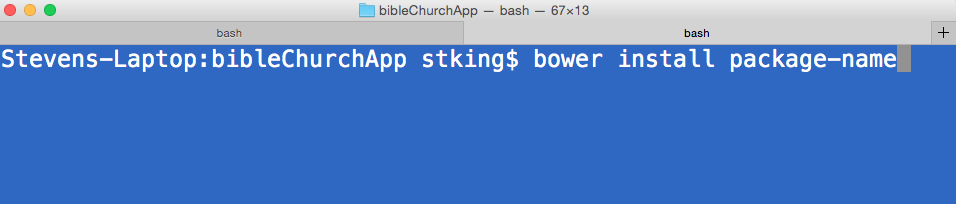 bibleChurchApp — bash — 67×13
bash
bash
+
Stevens-Laptop:bibleChurchApp stking$ bower install package-name